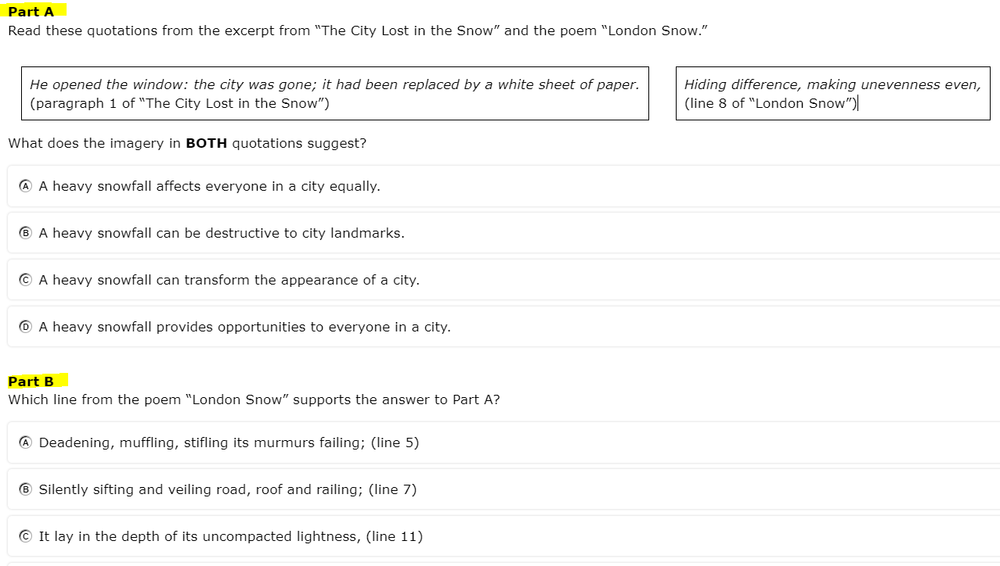 Part A
Read these quotations from the excerpt from “The City Lost in the Snow” and the poem “London Snow.”
He opened the window: the city was gone; it had been replaced by a white sheet of paper.
(paragraph 1 of “The City Lost in the Snow”)
Hiding difference, making unevenness even,
(line 8 of “London Snow”)
What does the imagery in BOTH quotations suggest?
A A heavy snowfall affects everyone in a city equally.
B A heavy snowfall can be destructive to city landmarks.
C A heavy snowfall can transform the appearance of a city.
D A heavy snowfall provides opportunities to everyone in a city.
Part B
Which line from the poem “London Snow” supports the answer to Part A?
A Deadening, muffling, stifling its murmurs failing; (line 5)
B Silently sifting and veiling road, roof and railing; (line 7)
C It lay in the depth of its uncompacted lightness, (line 11)